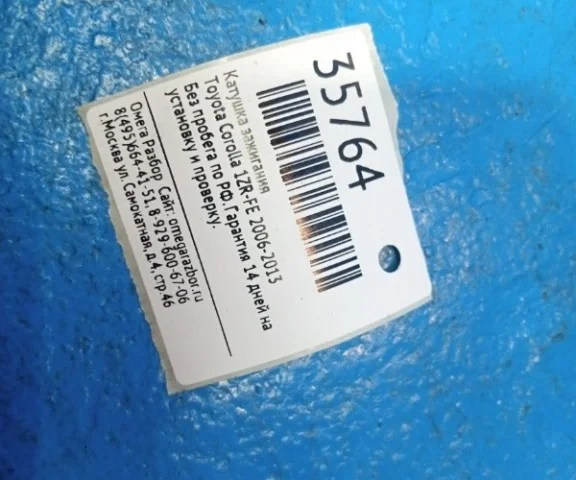 35764
Катушка зажигания
Toyota Corolla 1ZR-FE 2006-2013
Без пробега по РФ. Гарантия 14 дней на
установку и проверку.
Омега Разбор Сайт: omegarazbor.ru
8(495)664-41-51, 8-929-600-67-06
г.Москва ул. Самокатная, д.4, стр 46